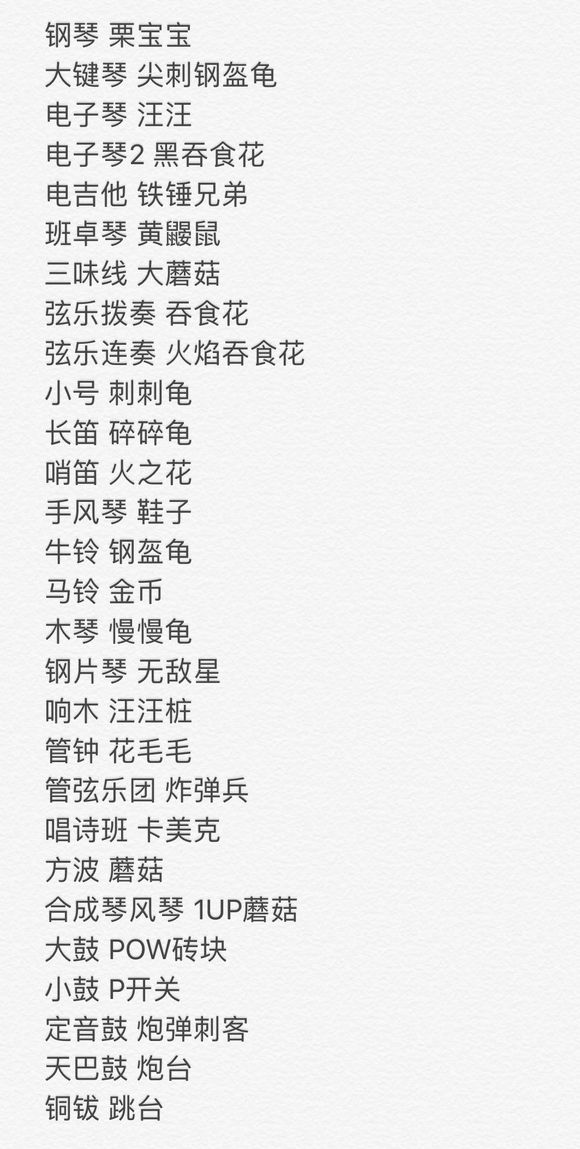 钢琴 栗宝宝
大键琴 尖刺钢盔龟
电子琴 汪汪
电子琴2 黑吞食花
电吉他 铁锤兄弟
班卓琴 黄鼹鼠
三味线 大蘑菇
弦乐拨奏 吞食花
弦乐连奏 火焰吞食花
小号 刺刺龟
长笛 碎碎龟
哨笛 火之花
手风琴 鞋子
牛铃 钢盔龟
马铃 金币
木琴 慢慢龟
钢片琴 无敌星
响木 汪汪桩
管钟 花毛毛
管弦乐团 炸弹兵
唱诗班 卡美克
方波 蘑菇
合成琴风琴 1UP蘑菇
大鼓 POW砖块
小鼓 P开关
定音鼓 炮弹刺客
天巴鼓 炮台
铜钹 跳台